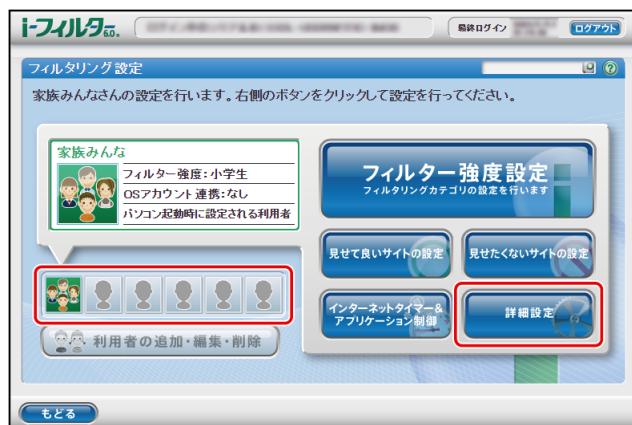 i-フィルター6.0.
最終ログイン
ログアウト
フィルタリング設定
家族みんなさんの設定を行います。右側のボタンをクリックして設定を行ってください。
家族みんな
フィルター強度：小学生
OSアカウント連携：なし
パソコン起動時に設定される利用者
フィルター強度設定
フィルタリングカテゴリの設定を行います
見せて良いサイトの設定
見せたくないサイトの設定
インターネットタイマー&
アプリケーション制御
詳細設定
利用者の追加・編集・削除
もどる